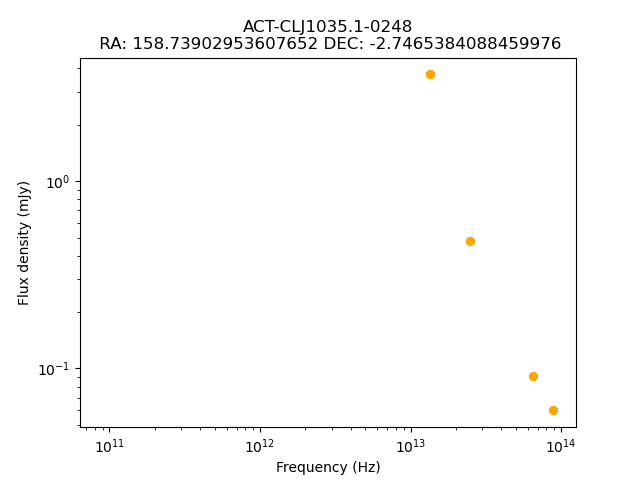 ACT-CLJ1035.1-0248
RA: 158.73902953607652 DEC: -2.7465384088459976
Flux density (mJy)
10⁰
10⁻¹
10¹¹ 10¹² 10¹³ 10¹⁴
Frequency (Hz)